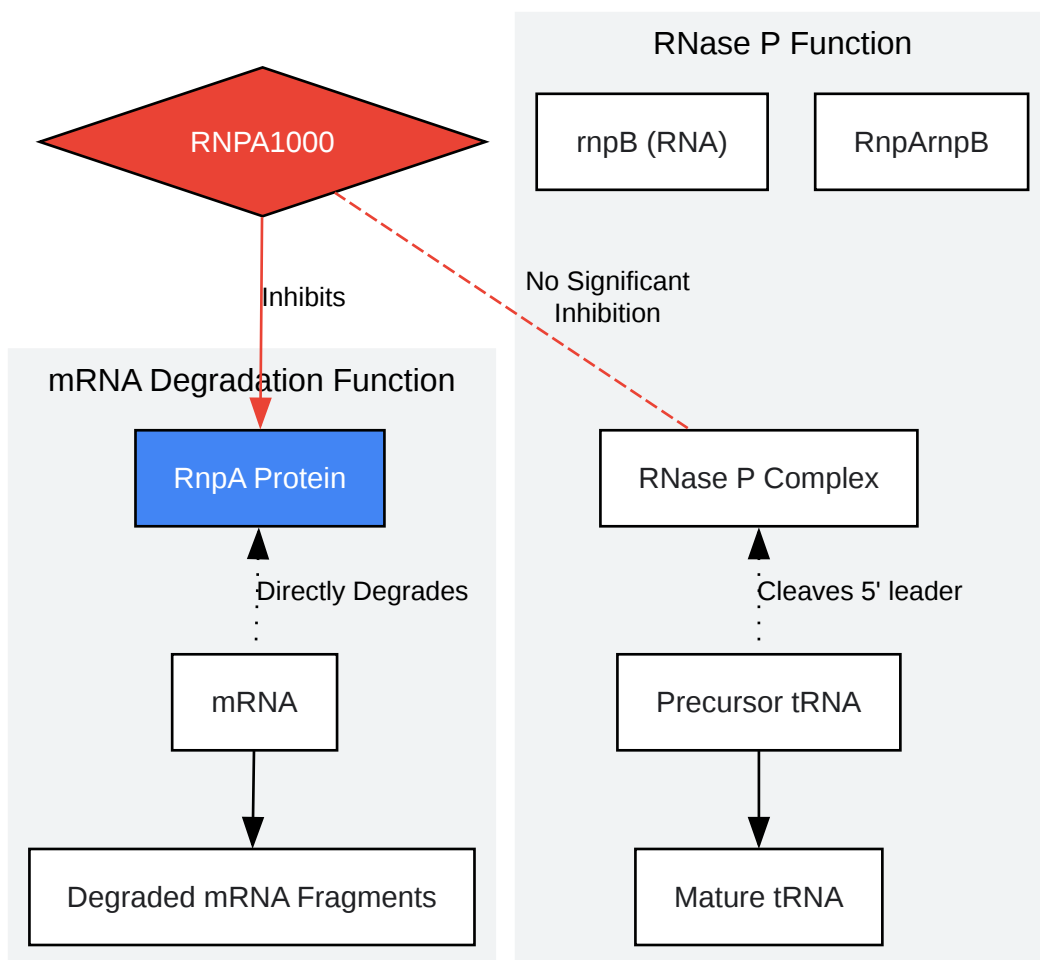 RNase P Function
RNPA1000
rnpB (RNA)
RnpArnpB
Inhibits
No Significant
Inhibition
mRNA Degradation Function
RnpA Protein
RNase P Complex
Directly Degrades
Cleaves 5' leader
mRNA
Precursor tRNA
Degraded mRNA Fragments
Mature tRNA